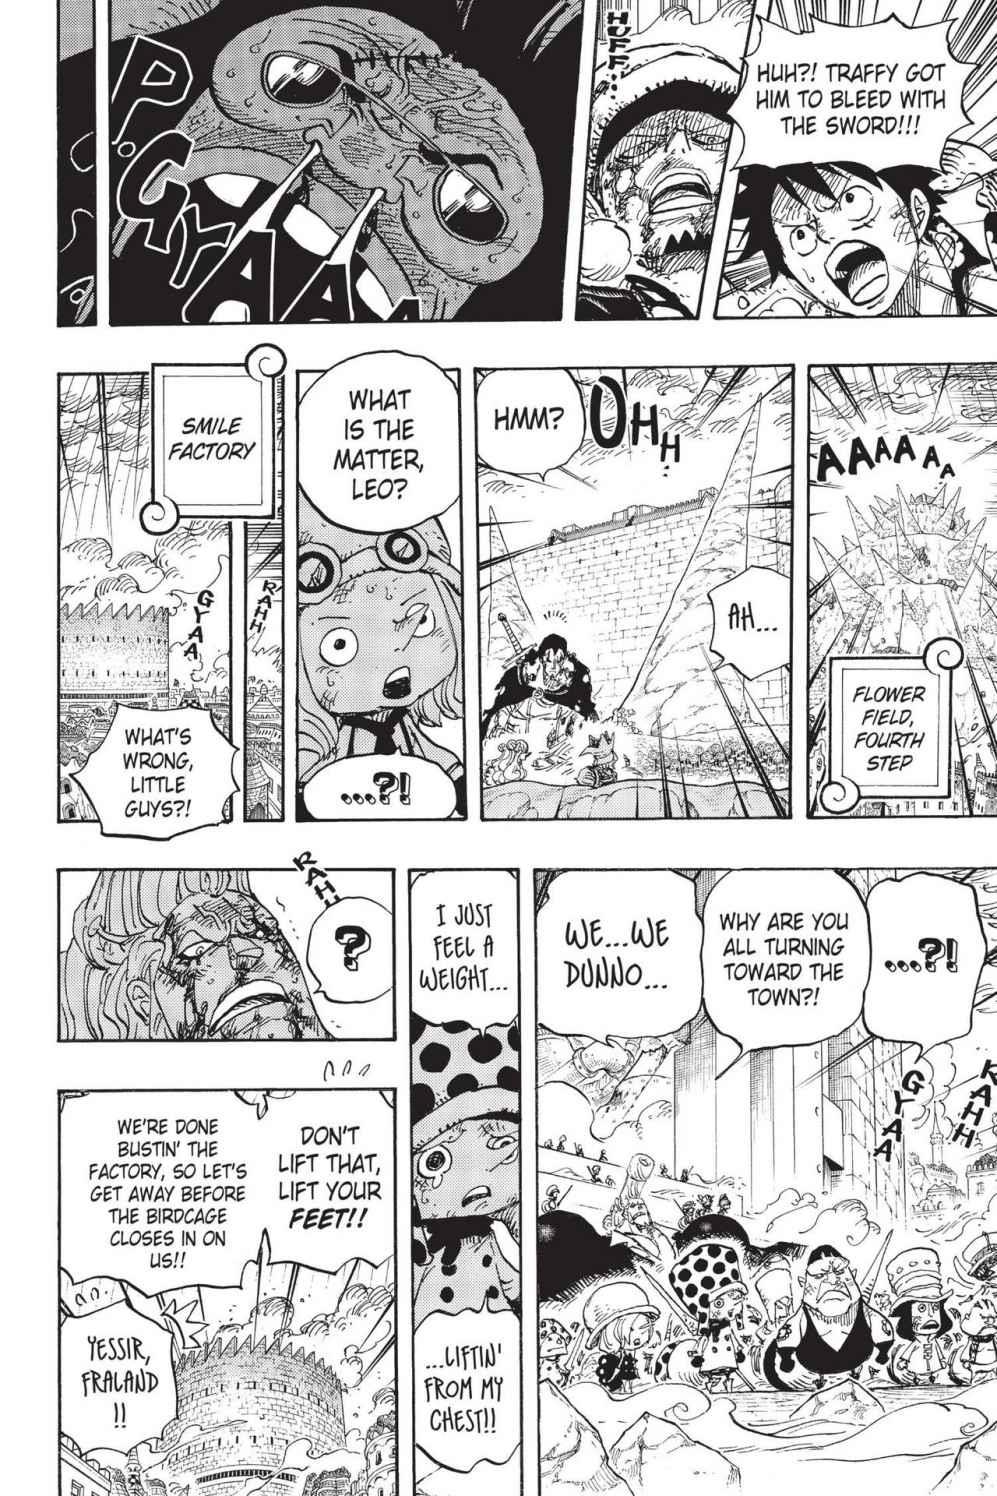 HUH?! TRAFFY GOT
HIM TO BLEED WITH
THE SWORD!!!
HUFF...
P.GYAAAA
FLOWER
FIELD,
FOURTH
STEP
AAAAAA
UHH
HMM?
AH...
WHAT
IS THE
MATTER,
LEO?
...?!
SMILE
FACTORY
RAHH
GYAA
WHAT'S
WRONG,
LITTLE
GUYS?!
...?!
WHY ARE YOU
ALL TURNING
TOWARD THE
TOWN?!
WE...WE
DUNNO...
RAHH
GYAA
I JUST
FEEL A
WEIGHT...
...LIFTIN'
FROM MY
CHEST!!
RAHH
?
DON'T
LIFT THAT,
LIFT YOUR
FEET!!
WE'RE DONE
BUSTIN' THE
FACTORY, SO LET'S
GET AWAY BEFORE
THE BIRDCAGE
CLOSES IN ON
US!!
YESSIR,
FRALAND
!!